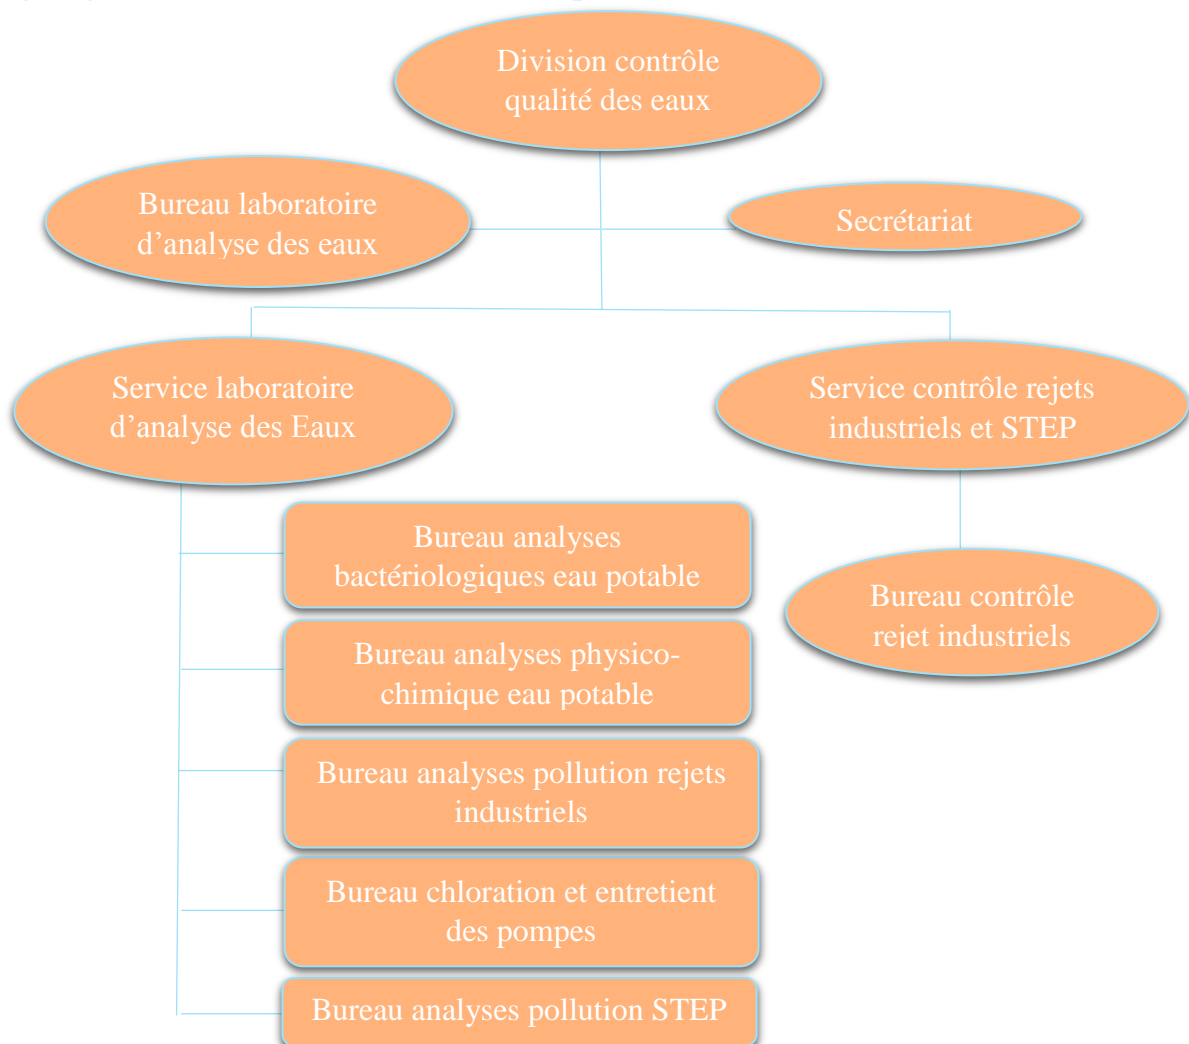 Division contrôle
qualité des eaux
Bureau laboratoire
d’analyse des eaux
Secrétariat
Service laboratoire
d’analyse des Eaux
Service contrôle rejets
industriels et STEP
Bureau analyses
bactériologiques eau potable
Bureau contrôle
rejet industriels
Bureau analyses physico-
chimique eau potable
Bureau analyses pollution rejets
industriels
Bureau chloration et entretient
des pompes
Bureau analyses pollution STEP